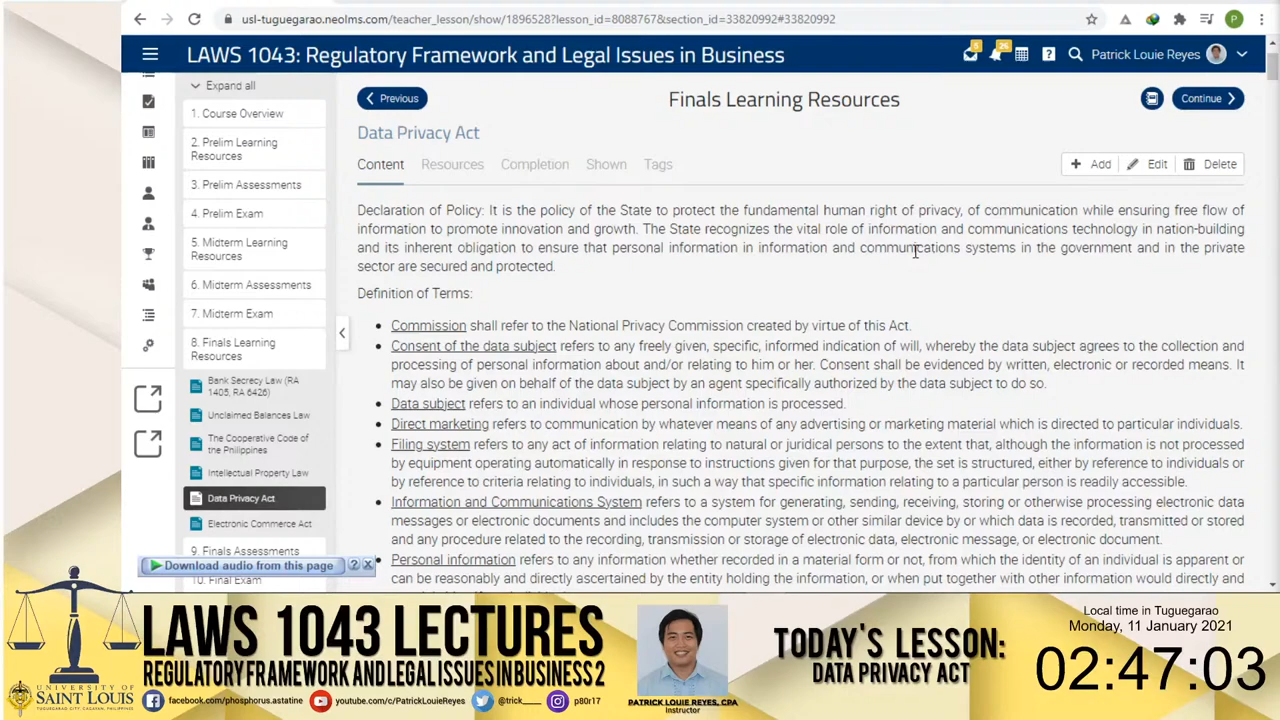 usl-tuguegarao.neolms.com/teacher_lesson/show/1896528?lesson_id=8088767&section_id=33820992#33820992
P
LAWS 1043: Regulatory Framework and Legal Issues in Business
8
26
?
Patrick Louie Reyes
Expand all
1. Course Overview
2. Prelim Learning
Resources
3. Prelim Assessments
4. Prelim Exam
5. Midterm Learning
Resources
6. Midterm Assessments
7. Midterm Exam
8. Finals Learning
Resources
Bank Secrecy Law (RA
1405, RA 6426)
Unclaimed Balances Law
The Cooperative Code of
the Philippines
Intellectual Property Law
Data Privacy Act
Electronic Commerce Act
9. Finals Assessments
10. Final Exam
Download audio from this page
?
Previous
Finals Learning Resources
Continue
Data Privacy Act
Content
Resources
Completion
Shown
Tags
Add
Edit
Delete
Declaration of Policy: It is the policy of the State to protect the fundamental human right of privacy, of communication while ensuring free flow of
information to promote innovation and growth. The State recognizes the vital role of information and communications technology in nation-building
and its inherent obligation to ensure that personal information in information and communications systems in the government and in the private
sector are secured and protected.
Definition of Terms:
Commission shall refer to the National Privacy Commission created by virtue of this Act.
Consent of the data subject refers to any freely given, specific, informed indication of will, whereby the data subject agrees to the collection and
processing of personal information about and/or relating to him or her. Consent shall be evidenced by written, electronic or recorded means. It
may also be given on behalf of the data subject by an agent specifically authorized by the data subject to do so.
Data subject refers to an individual whose personal information is processed.
Direct marketing refers to communication by whatever means of any advertising or marketing material which is directed to particular individuals.
Filing system refers to any act of information relating to natural or juridical persons to the extent that, although the information is not processed
by equipment operating automatically in response to instructions given for that purpose, the set is structured, either by reference to individuals or
by reference to criteria relating to individuals, in such a way that specific information relating to a particular person is readily accessible.
Information and Communications System refers to a system for generating, sending, receiving, storing or otherwise processing electronic data
messages or electronic documents and includes the computer system or other similar device by or which data is recorded, transmitted or stored
and any procedure related to the recording, transmission or storage of electronic data, electronic message, or electronic document.
Personal information refers to any information whether recorded in a material form or not, from which the identity of an individual is apparent or
can be reasonably and directly ascertained by the entity holding the information, or when put together with other information would directly and
LAWS 1043 LECTURES
REGULATORY FRAMEWORK AND LEGAL ISSUES IN BUSINESS 2
UNIVERSITY OF
SAINT LOUIS
TUGUEGARAO CITY, CAGAYAN, PHILIPPINES
facebook.com/phosphorus.astatine
youtube.com/c/PatrickLouieReyes
@trick____
p80r17
PATRICK LOUIE REYES, CPA
Instructor
TODAY'S LESSON:
DATA PRIVACY ACT
Local time in Tuguegarao
Monday, 11 January 2021
02:47:03